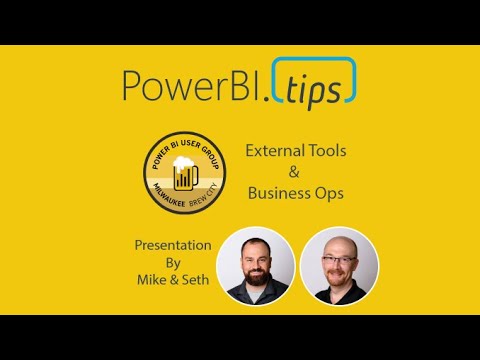 PowerBI.tips
POWER BI USER GROUP
MILWAUKEE BREW CITY
External Tools
&
Business Ops
Presentation
By
Mike & Seth